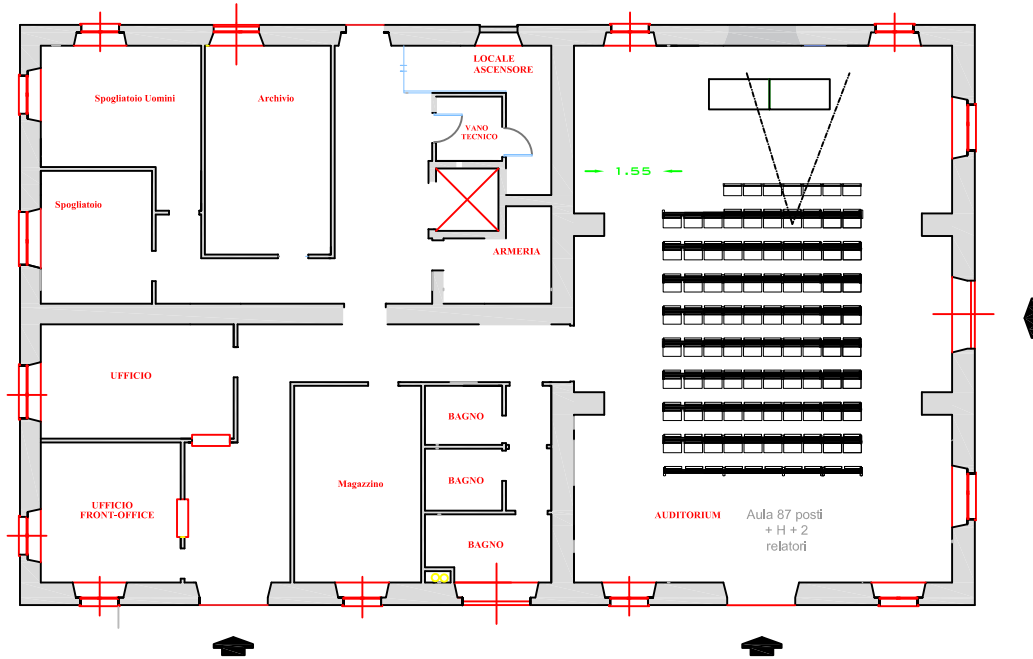 LOCALE
ASCENSORE
Spogliatoio Uomini
Archivio
VANO
TECNICO
1.55
Spogliatoio
ARMERIA
UFFICIO
BAGNO
BAGNO
Magazzino
UFFICIO
FRONT-OFFICE
BAGNO
AUDITORIUM
Aula 87 posti
+ H + 2
relatori